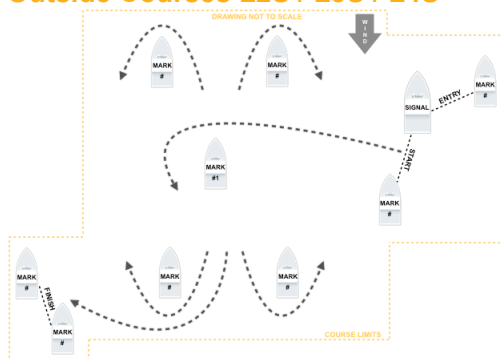 DRAWING NOT TO SCALE
WIND
MARK
#
MARK
#
MARK
#
SIGNAL
ENTRY
START
MARK
#1
MARK
#
MARK
#
MARK
#
MARK
#
FINISH
MARK
#
COURSE LIMITS